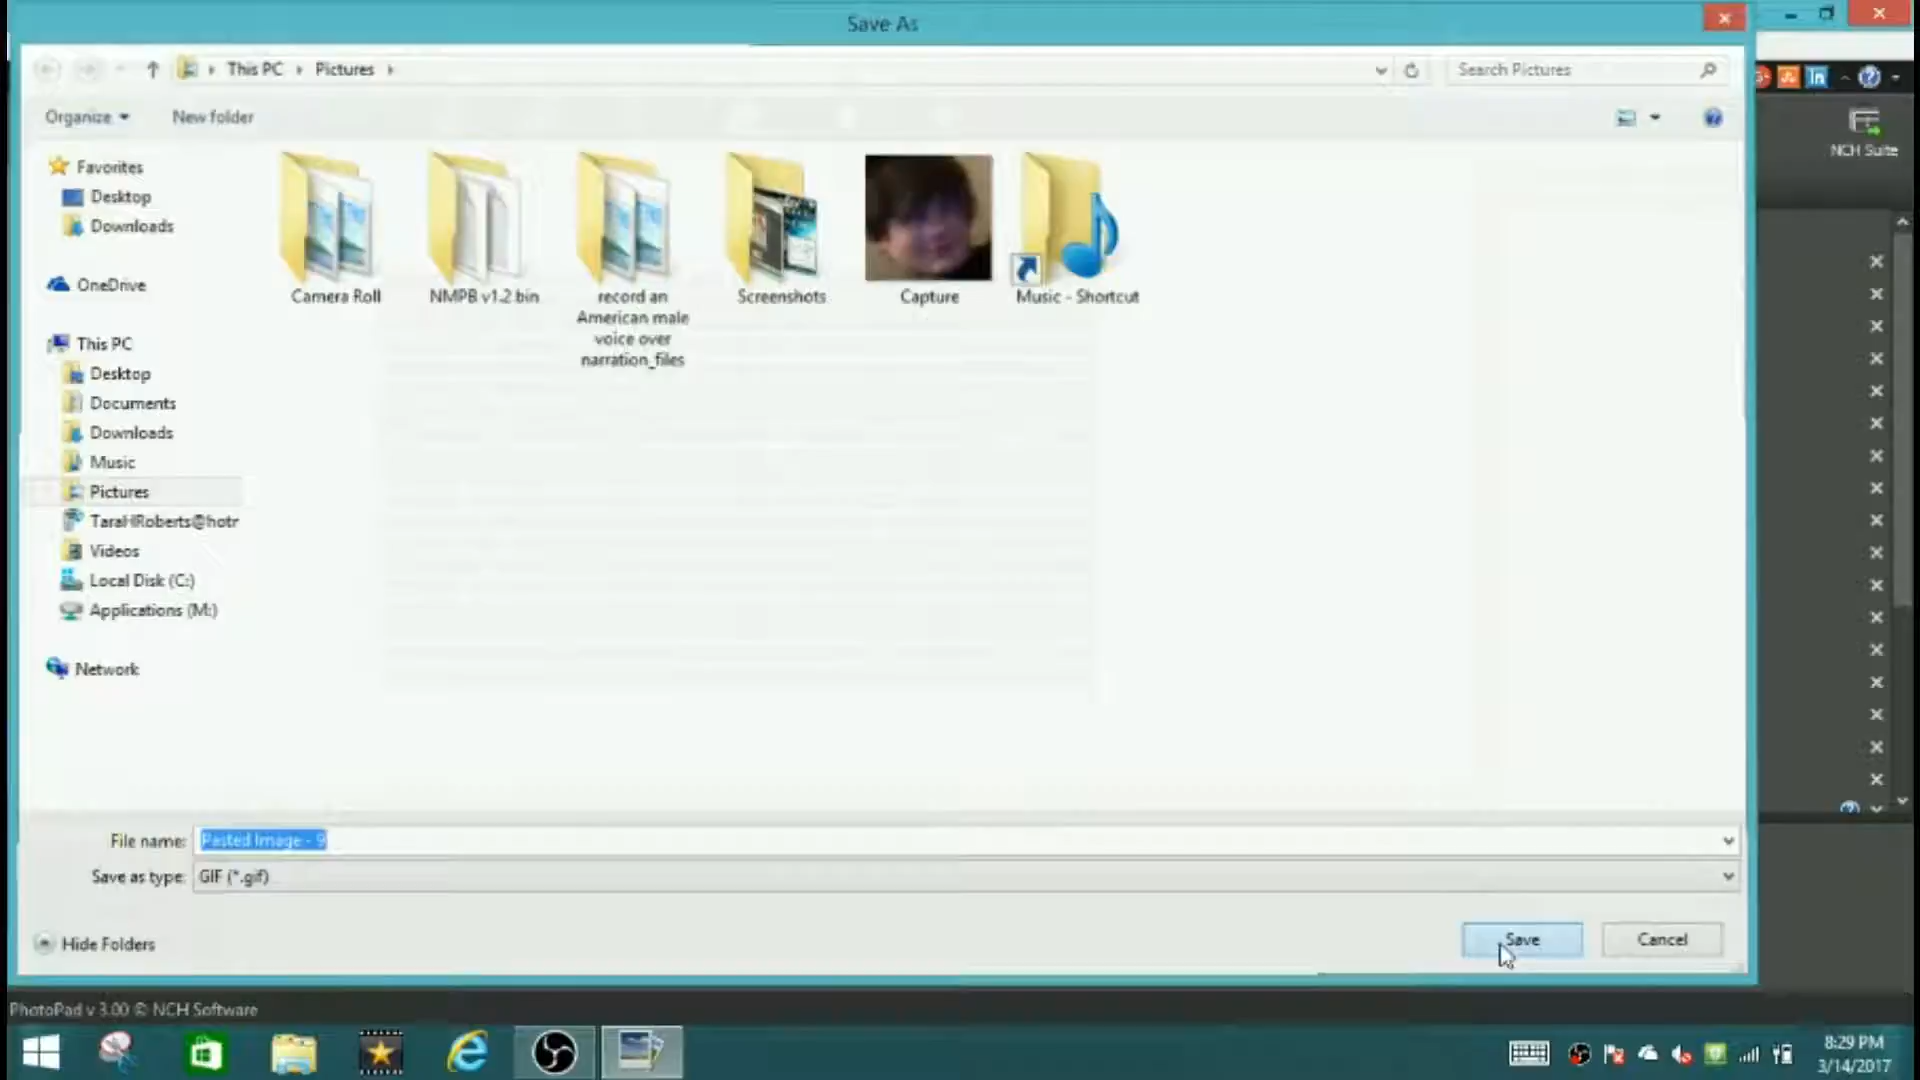 Save As
This PC
Pictures
Search Pictures
Organize
New folder
NCH Suite
Favorites
Desktop
Downloads
OneDrive
This PC
Desktop
Documents
Downloads
Music
Pictures
TaraHRoberts@hotr
Videos
Local Disk (C:)
Applications (M:)
Network
Camera Roll
NMPB v1.2.bin
record an
American male
voice over
narration_files
Screenshots
Capture
Music - Shortcut
File name:
Pasted Image - 9
Save as type:
GIF (*.gif)
Hide Folders
Save
Cancel
PhotoPad v 3.00 © NCH Software
8:29 PM
3/14/2017